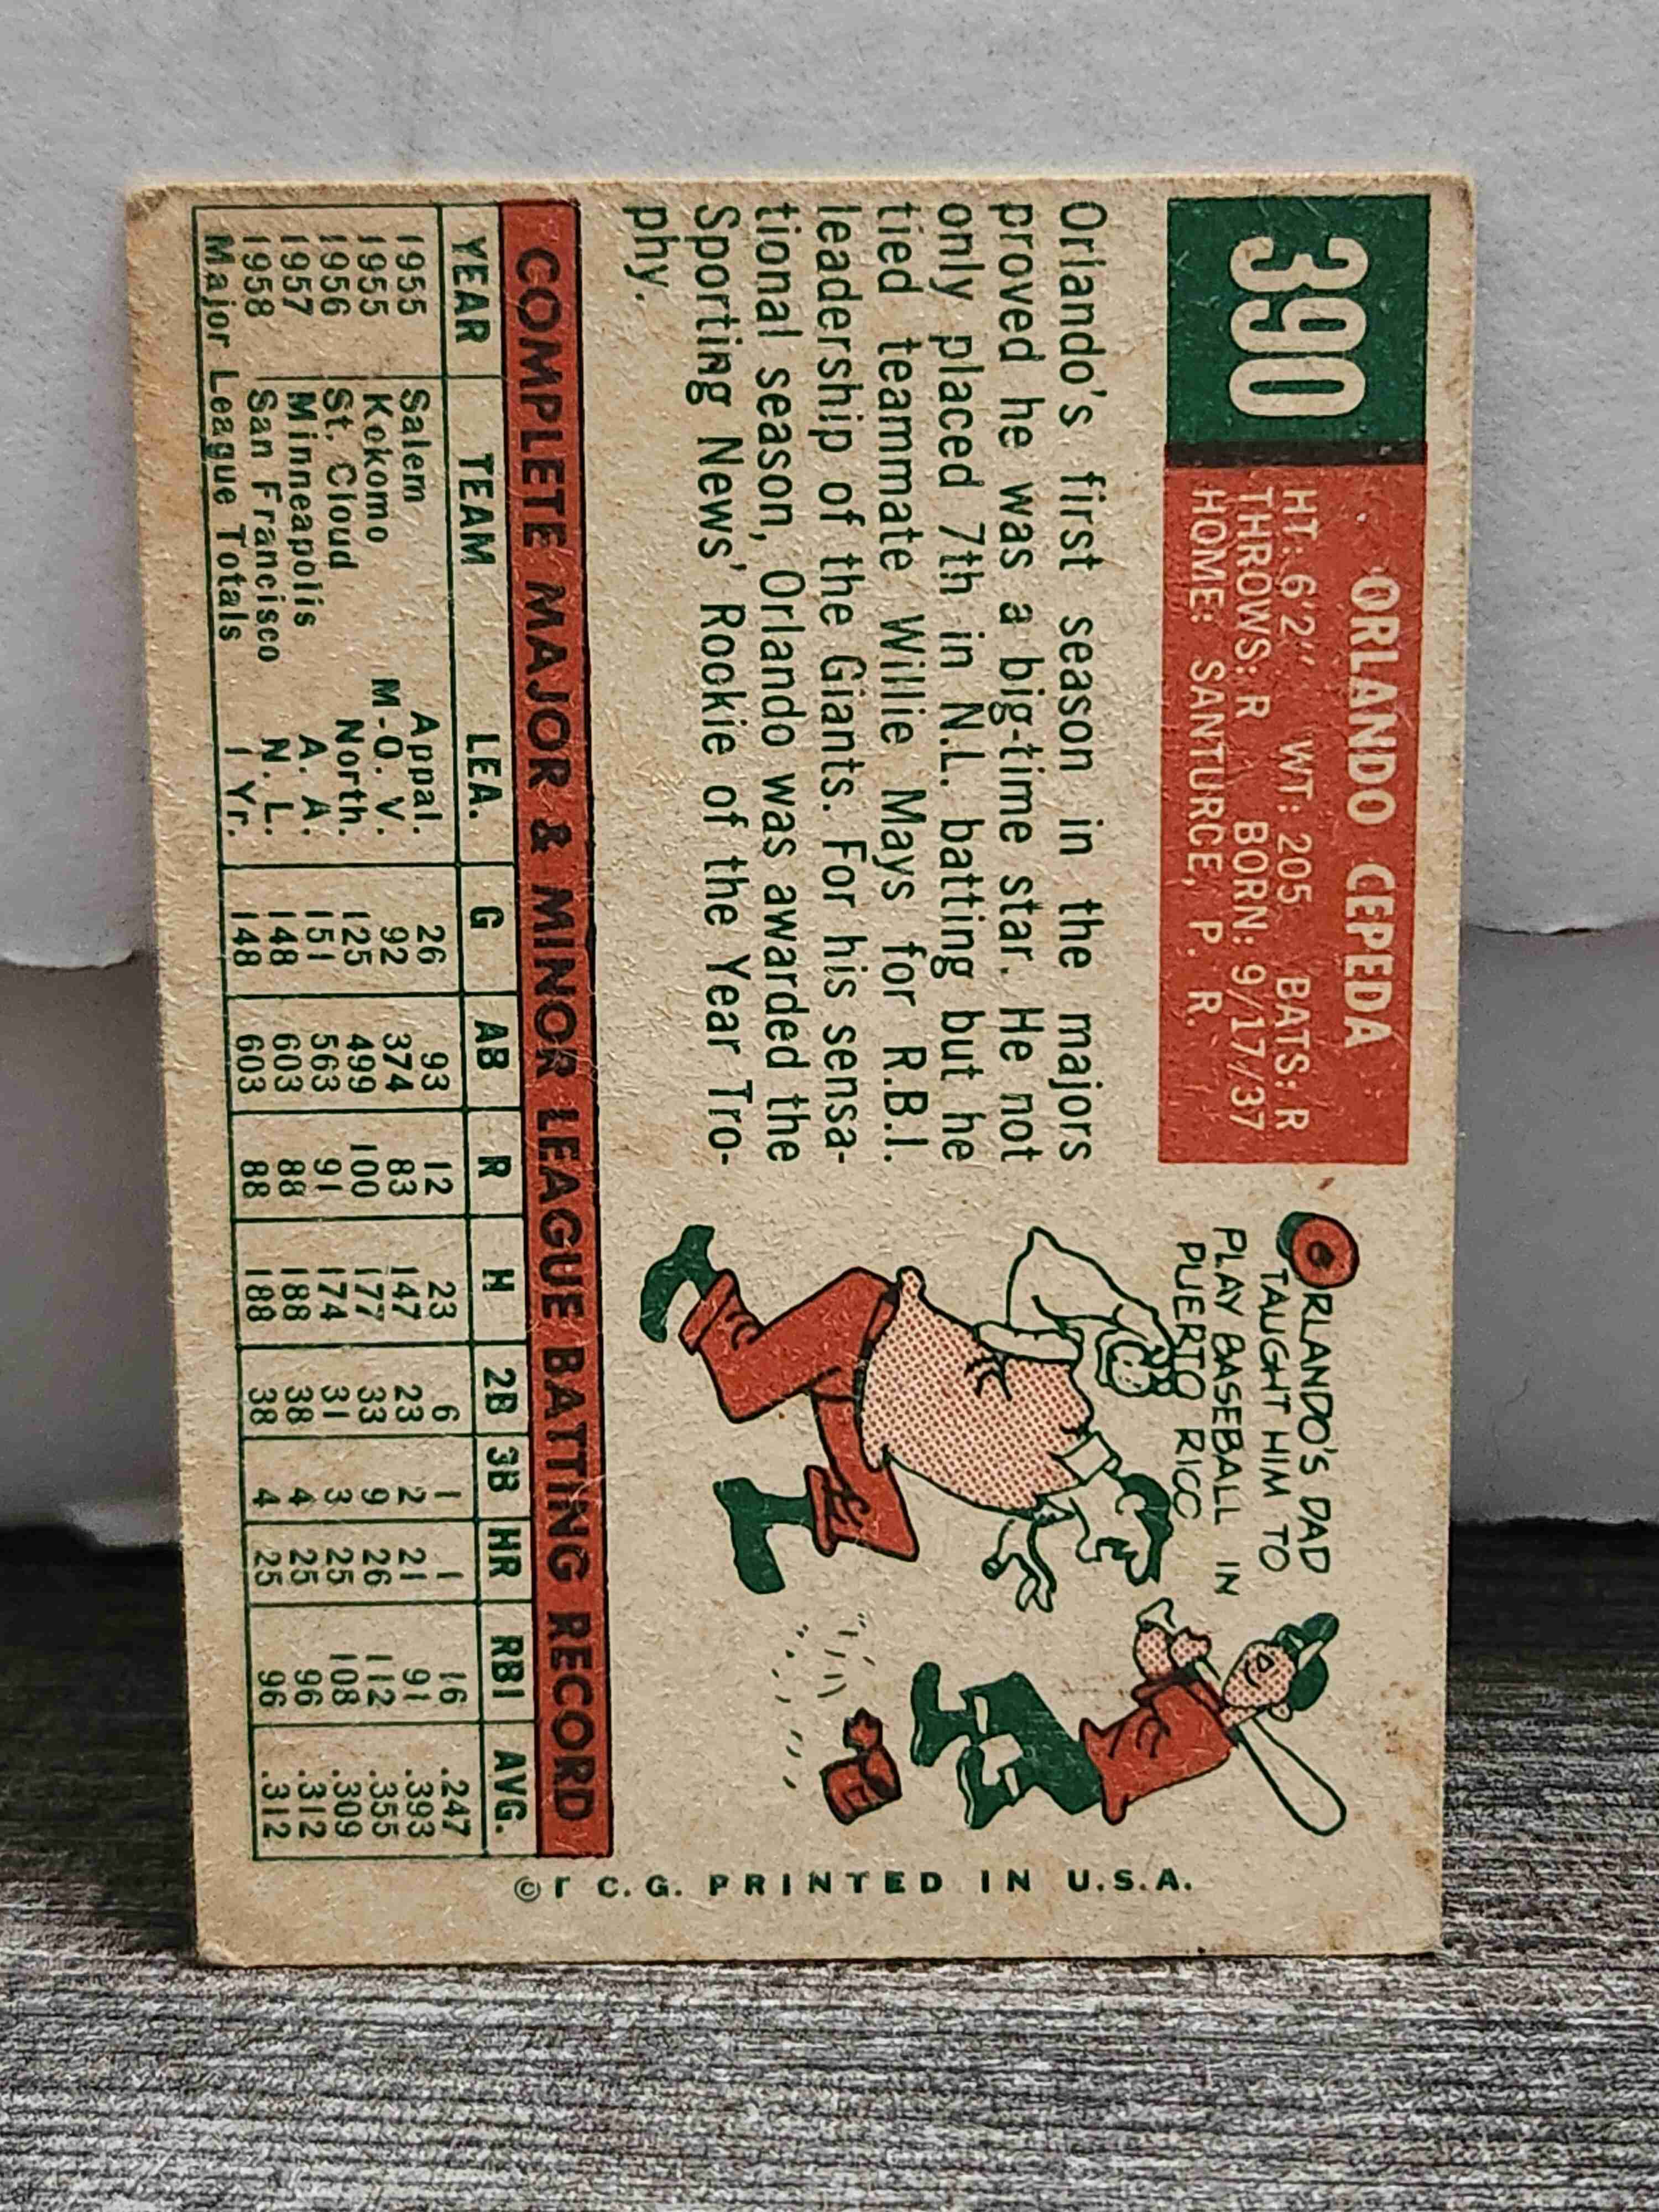 390
ORLANDO CEPEDA
HT: 6'2" WT: 205 BATS: R
THROWS: R BORN: 9/17/37
HOME: SANTURCE, P. R.
Orlando's first season in the majors
proved he was a big-time star. He not
only placed 7th in N.L. batting but he
tied teammate Willie Mays for R.B.I.
leadership of the Giants. For his sensa-
tional season, Orlando was awarded the
Sporting News' Rookie of the Year Tro-
phy.
ORLANDO'S DAD
TAUGHT HIM TO
PLAY BASEBALL IN
PUERTO RICO
COMPLETE MAJOR & MINOR LEAGUE BATTING RECORD
YEAR TEAM LEA. G AB R H 2B 3B HR RBI AVG.
1955 Salem Appal. 26 93 12 23 6 1 1 16 .247
1955 Kokomo M-O. V. 92 374 83 147 23 2 21 91 .393
1956 St. Cloud North. 125 499 100 177 33 9 26 112 .355
1957 Minneapolis A. A. 151 563 91 174 31 3 25 108 .309
1958 San Francisco N. L. 148 603 88 188 38 4 25 96 .312
Major League Totals 1 Yr. 148 603 88 188 38 4 25 96 .312
© T. C. G. PRINTED IN U.S.A.